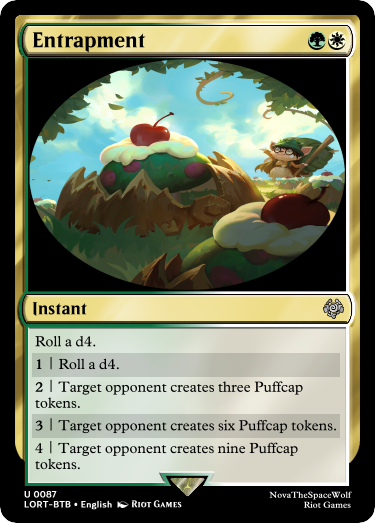 Entrapment
Instant
Roll a d4.
1 | Roll a d4.
2 | Target opponent creates three Puffcap
tokens.
3 | Target opponent creates six Puffcap tokens.
4 | Target opponent creates nine Puffcap
tokens.
U 0087
LORT-BTB • English RIOT GAMES
NovaTheSpaceWolf
Riot Games